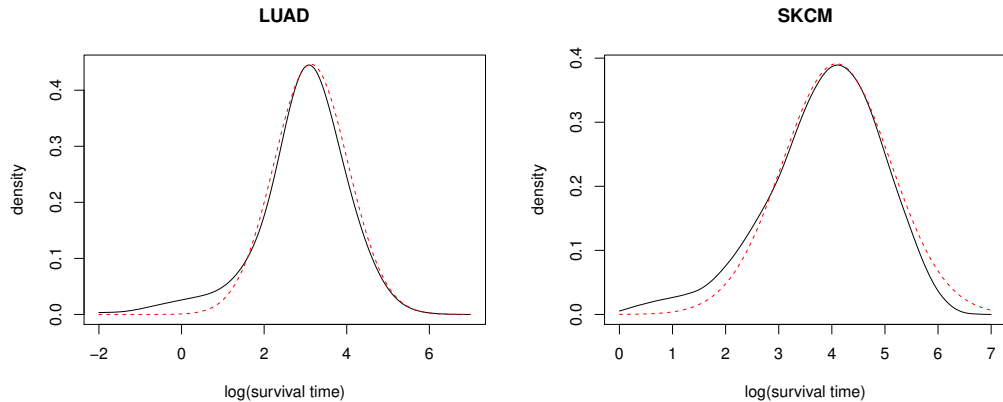 LUAD
density
0.0 0.1 0.2 0.3 0.4
−2 0 2 4 6
log(survival time)
SKCM
density
0.0 0.1 0.2 0.3 0.4
0 1 2 3 4 5 6 7
log(survival time)